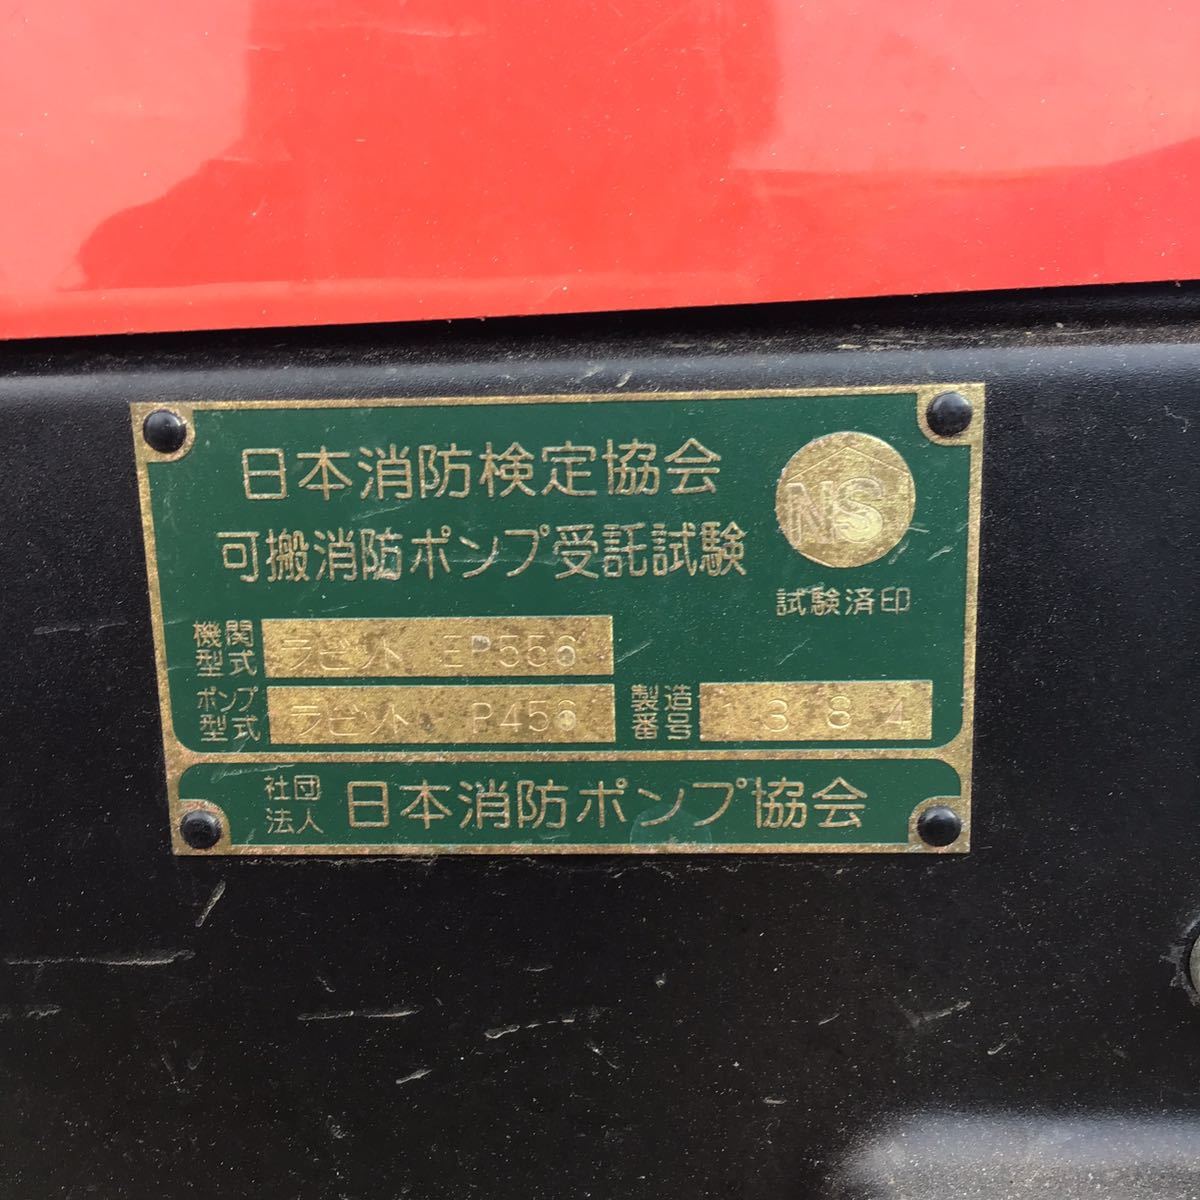 日本消防検定協会
可搬消防ポンプ受託試験
NS
試験済印
機関型式 ラビット EP556
ポンプ型式 ラビット P456
製造番号 1384
社団法人 日本消防ポンプ協会